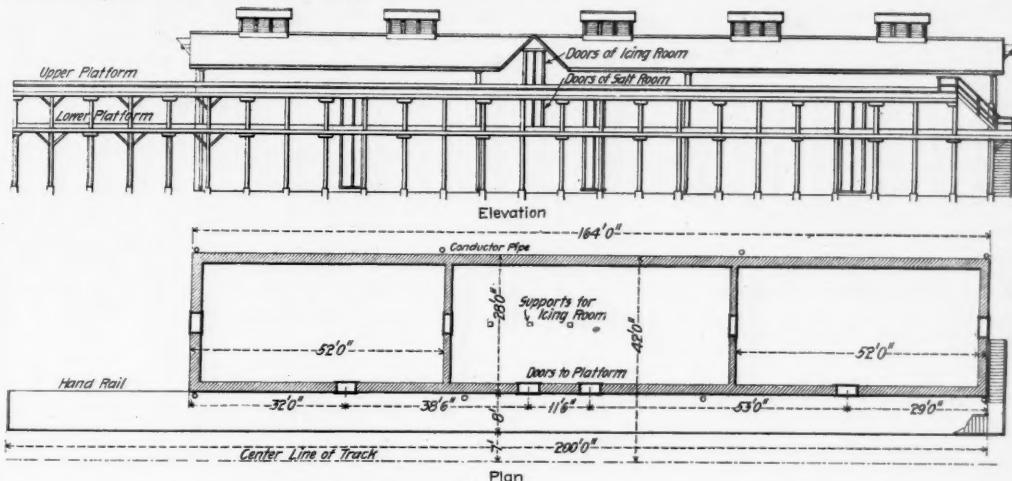 Doors of Icing Room
Upper Platform
Doors of Salt Room
Lower Platform
Elevation
164'0"
Conductor Pipe
28'0"
Supports for
Icing Room
42'0"
52'0"
52'0"
Hand Rail
Doors to Platform
32'0"
38'6"
11'6"
53'0"
29'0"
8'
7'
200'0"
Center Line of Track
Plan